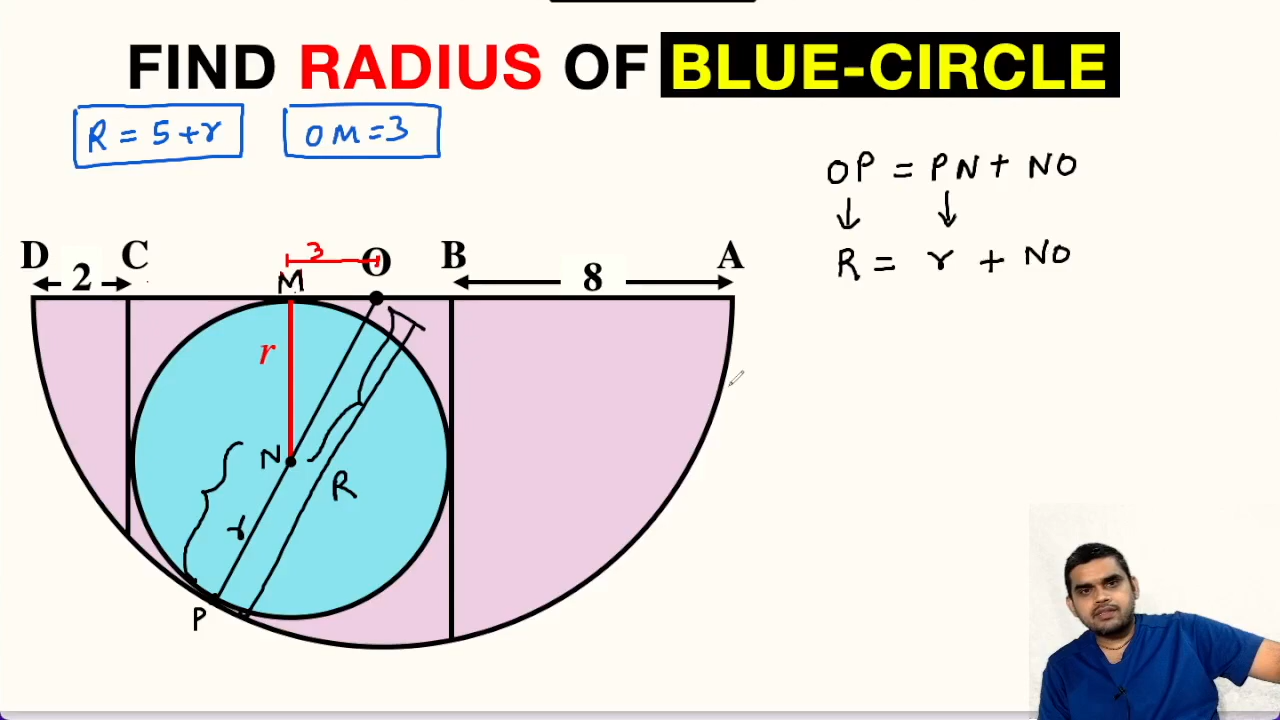 FIND RADIUS OF BLUE-CIRCLE
R = 5 + r
OM = 3
OP = PN + NO
↓ ↓
R = r + NO
3
D C O B A
2 M 8
r
N
R
r
P